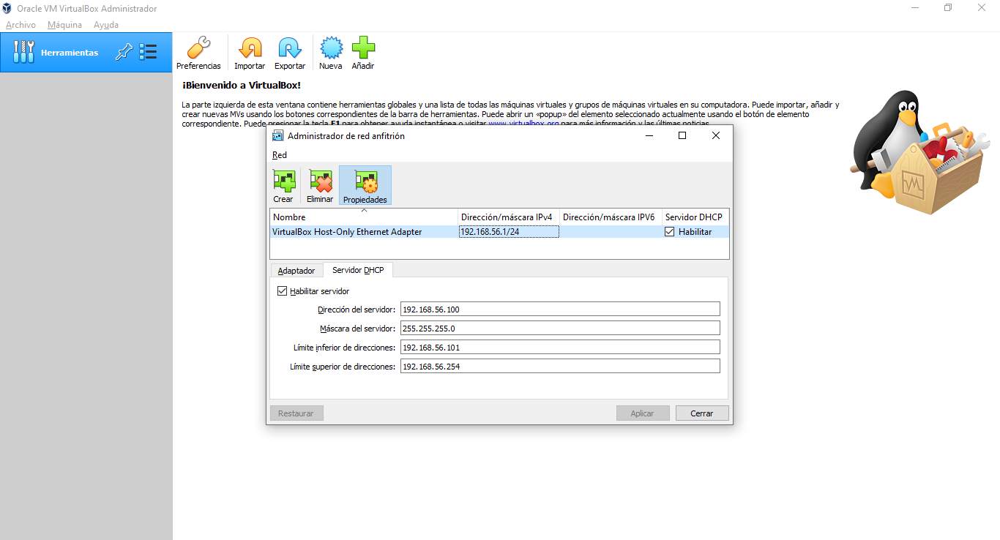 Oracle VM VirtualBox Administrador
Archivo Máquina Ayuda
Herramientas
Preferencias Importar Exportar Nueva Añadir
¡Bienvenido a VirtualBox!
La parte izquierda de esta ventana contiene herramientas globales y una lista de todas las máquinas virtuales y grupos de máquinas virtuales en su computadora. Puede importar, añadir y
crear nuevas MVs usando los botones correspondientes de la barra de herramientas. Puede abrir un «popup» del elemento seleccionado actualmente usando el botón de elemento
correspondiente. Puede presionar la tecla F1 para obtener ayuda instantánea o visitar www.virtualbox.org para más información y las últimas noticias.
Administrador de red anfitrión
Red
Crear Eliminar Propiedades
Nombre Dirección/máscara IPv4 Dirección/máscara IPV6 Servidor DHCP
VirtualBox Host-Only Ethernet Adapter 192.168.56.1/24 Habilitar
Adaptador Servidor DHCP
Habilitar servidor
Dirección del servidor: 192.168.56.100
Máscara del servidor: 255.255.255.0
Límite inferior de direcciones: 192.168.56.101
Límite superior de direcciones: 192.168.56.254
Restaurar Aplicar Cerrar